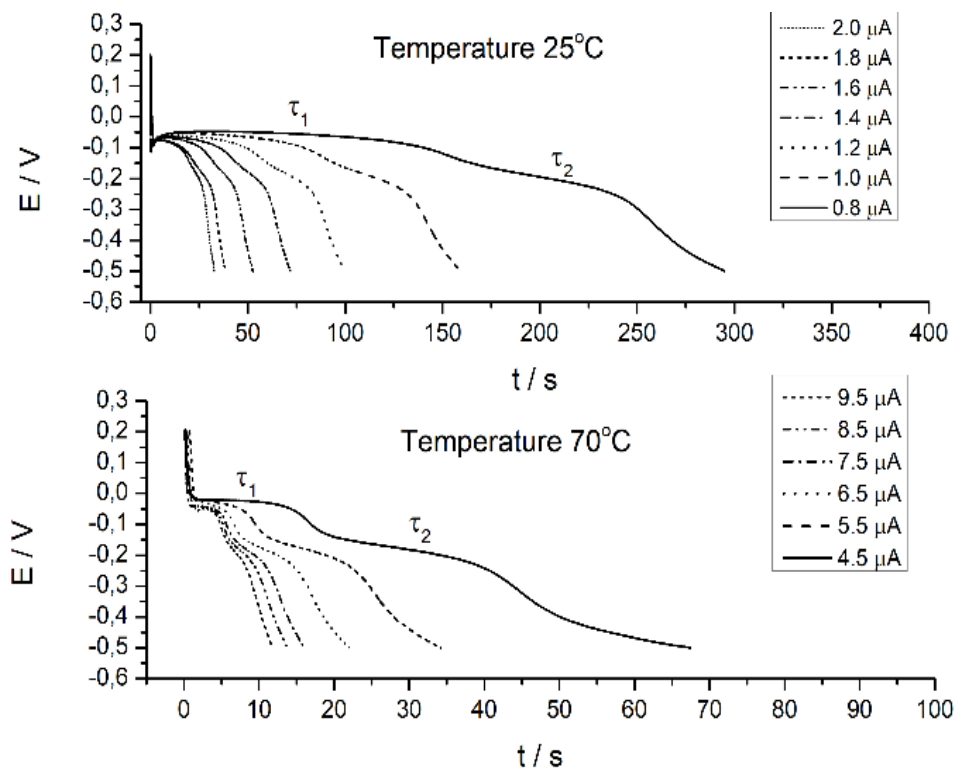 0,3
0,2
0,1
0,0
-0,1
-0,2
-0,3
-0,4
-0,5
-0,6
E / V
Temperature 25°C
τ1
τ2
2.0 μA
1.8 μA
1.6 μA
1.4 μA
1.2 μA
1.0 μA
0.8 μA
0 50 100 150 200 250 300 350 400
t / s
0,3
0,2
0,1
0,0
-0,1
-0,2
-0,3
-0,4
-0,5
-0,6
E / V
Temperature 70°C
τ1
τ2
9.5 μA
8.5 μA
7.5 μA
6.5 μA
5.5 μA
4.5 μA
0 10 20 30 40 50 60 70 80 90 100
t / s